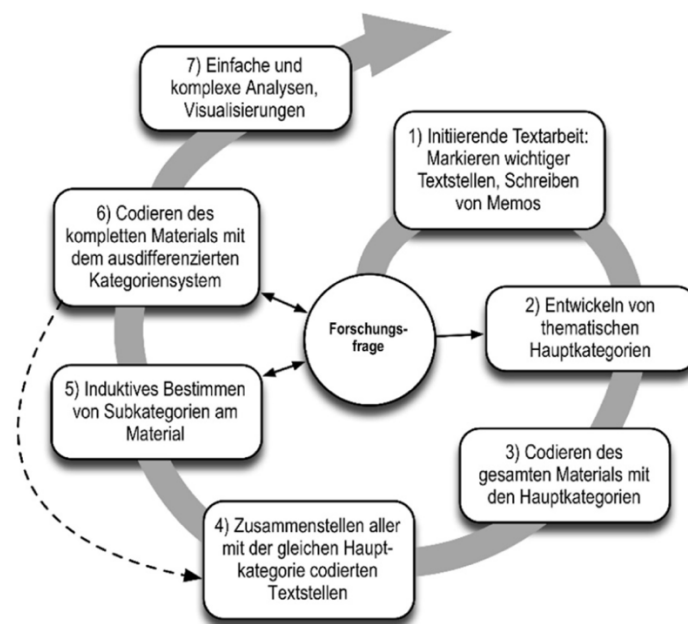 1) Initiierende Textarbeit:
Markieren wichtiger
Textstellen, Schreiben
von Memos
2) Entwickeln von
thematischen
Hauptkategorien
3) Codieren des
gesamten Materials mit
den Hauptkategorien
4) Zusammenstellen aller
mit der gleichen Haupt-
kategorie codierten
Textstellen
5) Induktives Bestimmen
von Subkategorien am
Material
6) Codieren des
kompletten Materials mit
dem ausdifferenzierten
Kategoriensystem
7) Einfache und
komplexe Analysen,
Visualisierungen
Forschungs-
frage